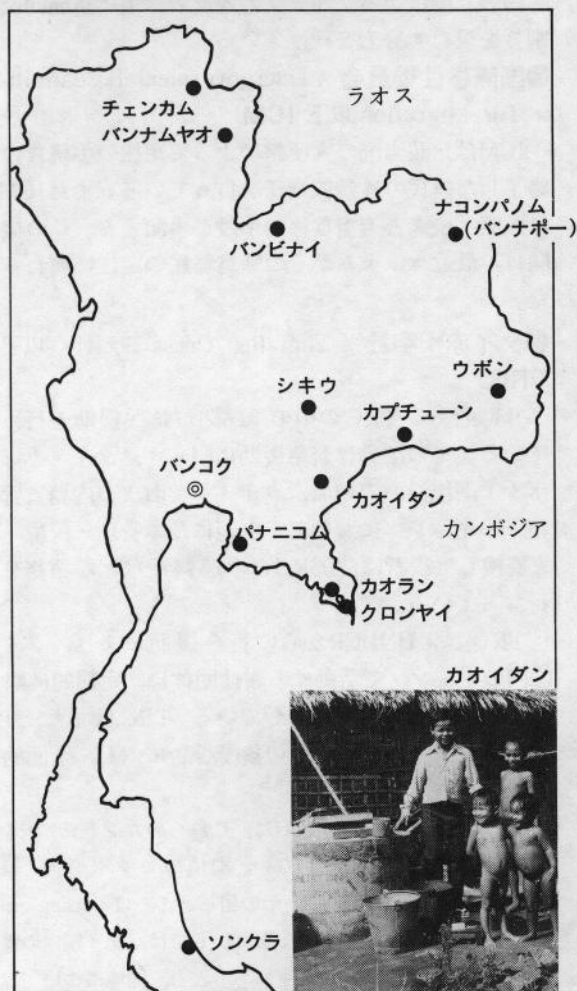 ラオス
チェンカム
バンナムヤオ
ナコンパノム
(バンナポー)
バンビナイ
ウボン
シキウ
カプチューン
バンコク
カオイダン
カンボジア
パナニコム
カオラン
クロンヤイ
カオイダン
ソンクラ